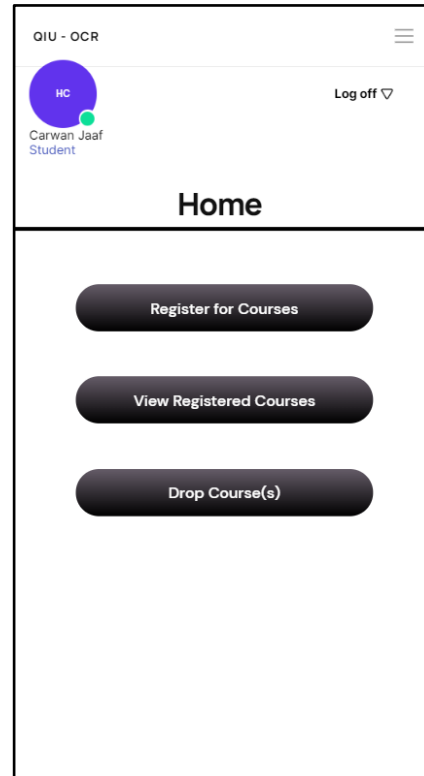 QIU - OCR
HC
Log off
Carwan Jaaf
Student
Home
Register for Courses
View Registered Courses
Drop Course(s)